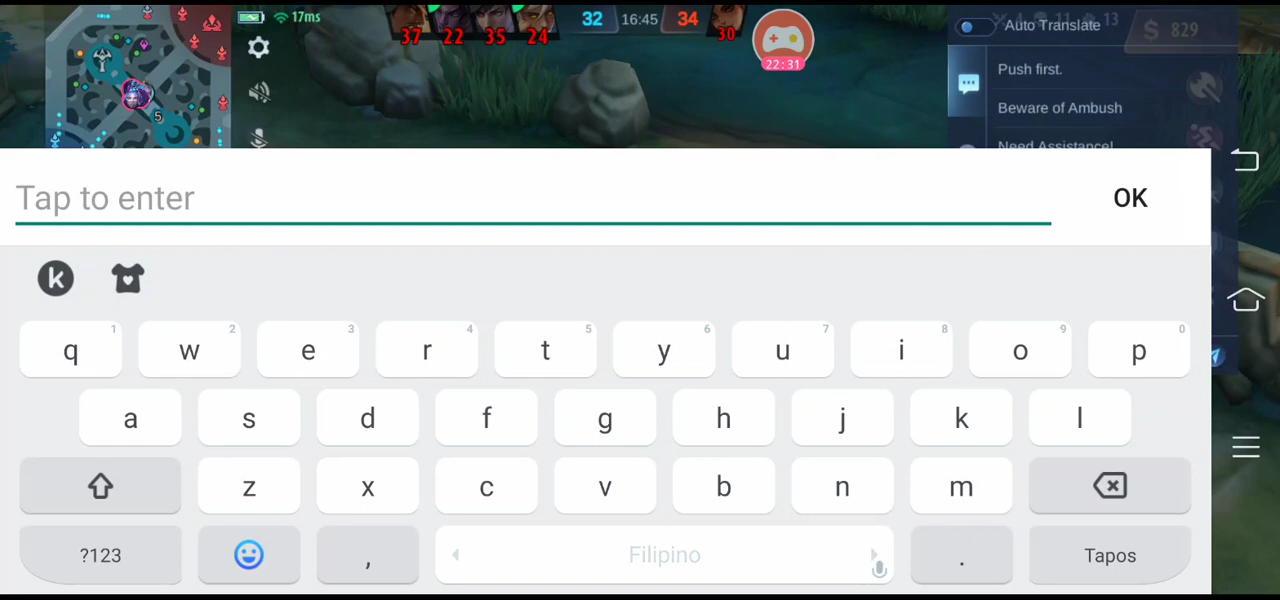 17ms
37 22 35 24
32 16:45 34
30
22:31
5
Auto Translate
13
$ 829
Push first.
Beware of Ambush
Need Assistance!
Tap to enter
OK
k
1 2 3 4 5 6 7 8 9 0
q w e r t y u i o p
a s d f g h j k l
z x c v b n m
?123 , Filipino . Tapos